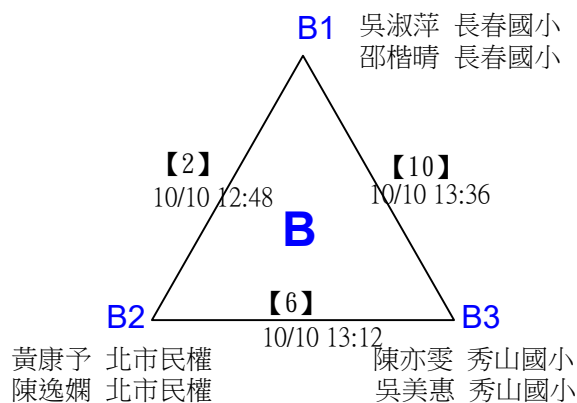 B1
吳淑萍 長春國小
邵楷晴 長春國小
【2】
10/10 12:48
【10】
10/10 13:36
B
B2
【6】
10/10 13:12
B3
黃康予 北市民權
陳逸嫻 北市民權
陳亦雯 秀山國小
吳美惠 秀山國小